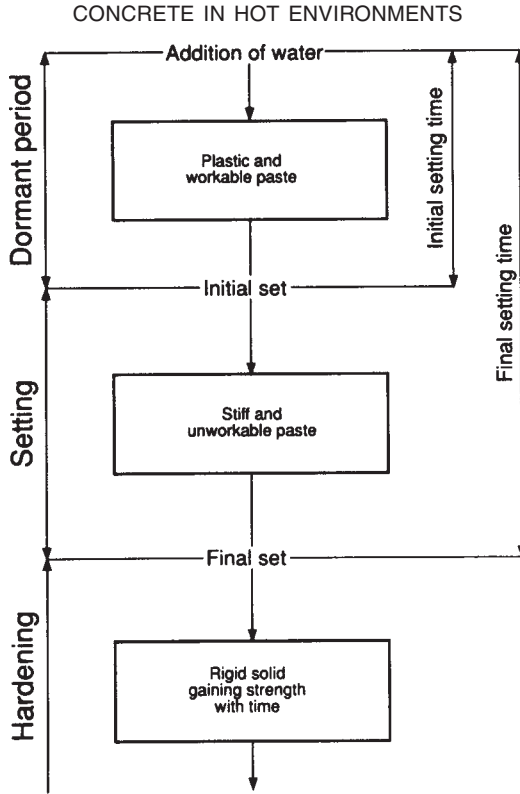 CONCRETE IN HOT ENVIRONMENTS
Addition of water
Dormant period
Initial setting time
Plastic and
workable paste
Initial set
Final setting time
Setting
Stiff and
unworkable paste
Final set
Hardening
Rigid solid
gaining strength
with time